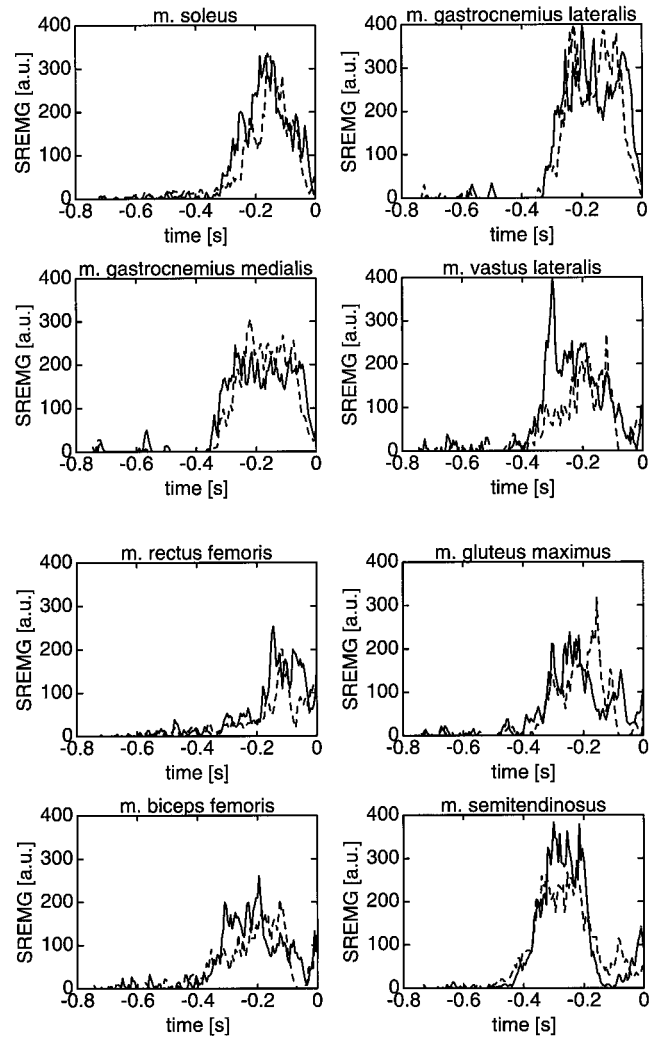 m. soleus
400
300
200
100
0
SREMG [a.u.]
-0.8 -0.6 -0.4 -0.2 0
time [s]
m. gastrocnemius lateralis
400
300
200
100
0
SREMG [a.u.]
-0.8 -0.6 -0.4 -0.2 0
time [s]
m. gastrocnemius medialis
400
300
200
100
0
SREMG [a.u.]
-0.8 -0.6 -0.4 -0.2 0
time [s]
m. vastus lateralis
400
300
200
100
0
SREMG [a.u.]
-0.8 -0.6 -0.4 -0.2 0
time [s]
m. rectus femoris
400
300
200
100
0
SREMG [a.u.]
-0.8 -0.6 -0.4 -0.2 0
time [s]
m. gluteus maximus
400
300
200
100
0
SREMG [a.u.]
-0.8 -0.6 -0.4 -0.2 0
time [s]
m. biceps femoris
400
300
200
100
0
SREMG [a.u.]
-0.8 -0.6 -0.4 -0.2 0
time [s]
m. semitendinosus
400
300
200
100
0
SREMG [a.u.]
-0.8 -0.6 -0.4 -0.2 0
time [s]